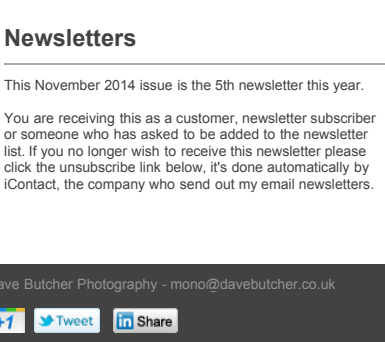 Newsletters
This November 2014 issue is the 5th newsletter this year.
You are receiving this as a customer, newsletter subscriber
or someone who has asked to be added to the newsletter
list. If you no longer wish to receive this newsletter please
click the unsubscribe link below, it's done automatically by
iContact, the company who send out my email newsletters.
ave Butcher Photography - mono@davebutcher.co.uk
+1 Tweet in Share